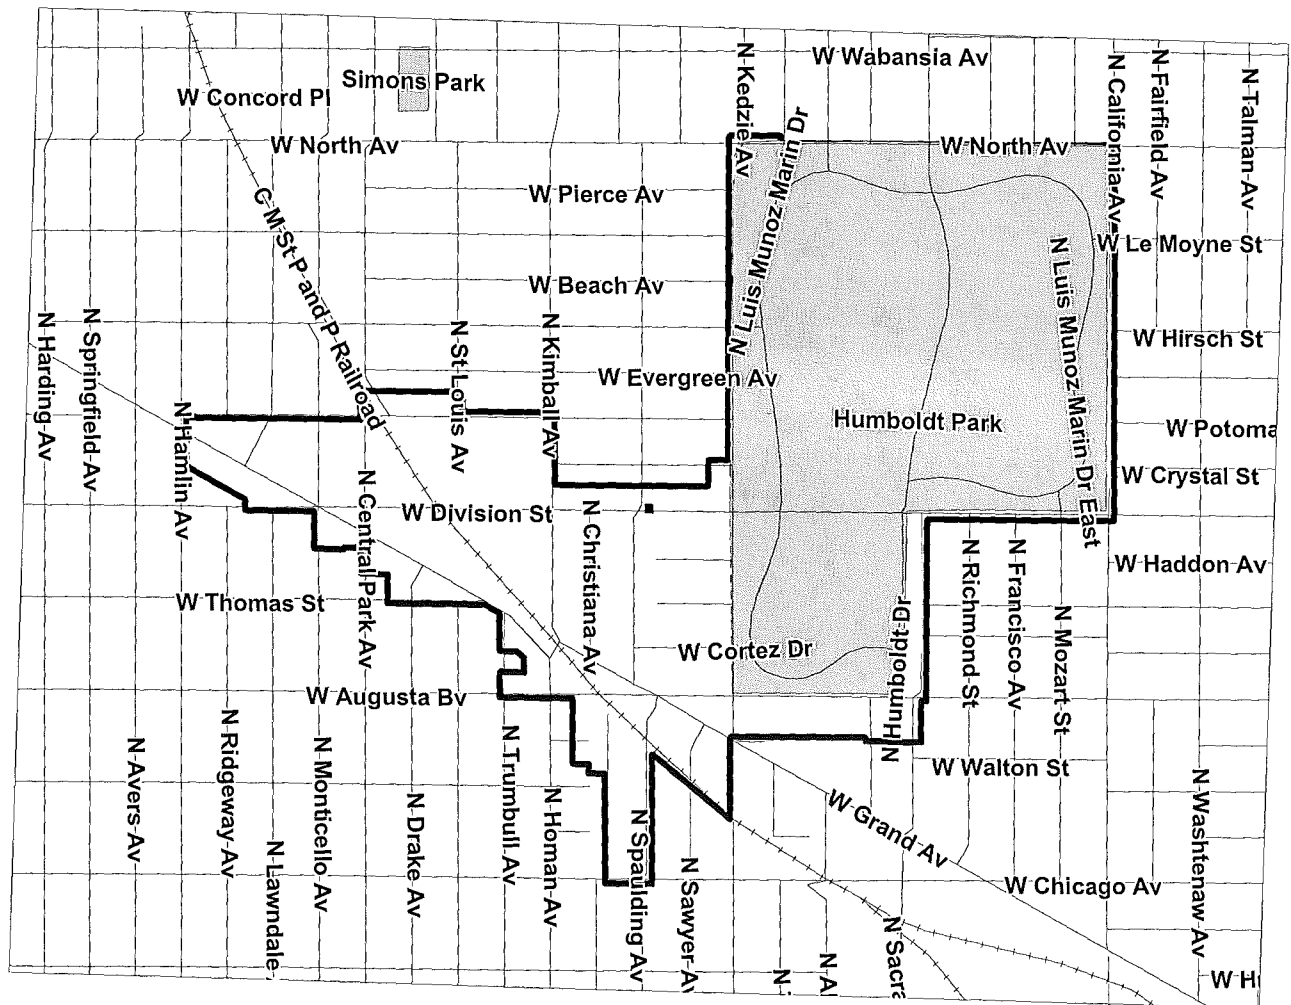 W Wabansia Av
Simons Park
W Concord Pl
W North Av
W North Av
N Kedzie Av
N Luis Munoz Marin Dr
N California Av
N Fairfield Av
N Talman Av
W Pierce Av
C M St P and P Railroad
W Le Moyne St
W Beach Av
N Luis Munoz Marin Dr East
W Hirsch St
N Harding Av
N Springfield Av
N St Louis Av
N Kimball Av
W Evergreen Av
Humboldt Park
W Potoma
N Hamlin Av
W Crystal St
N Central Park Av
W Division St
N Christiana Av
W Haddon Av
N Richmond St
N Francisco Av
W Thomas St
N Humboldt Dr
N Mozart St
W Cortez Dr
W Augusta Bv
N Ridgeway Av
N Trumbull Av
N Avers Av
N Monticello Av
W Walton St
N Drake Av
N Homan Av
W Grand Av
N Washtenaw Av
N Lawndale
N Spaulding Av
N Sawyer Av
W Chicago Av
N Sacra
N Al
W H